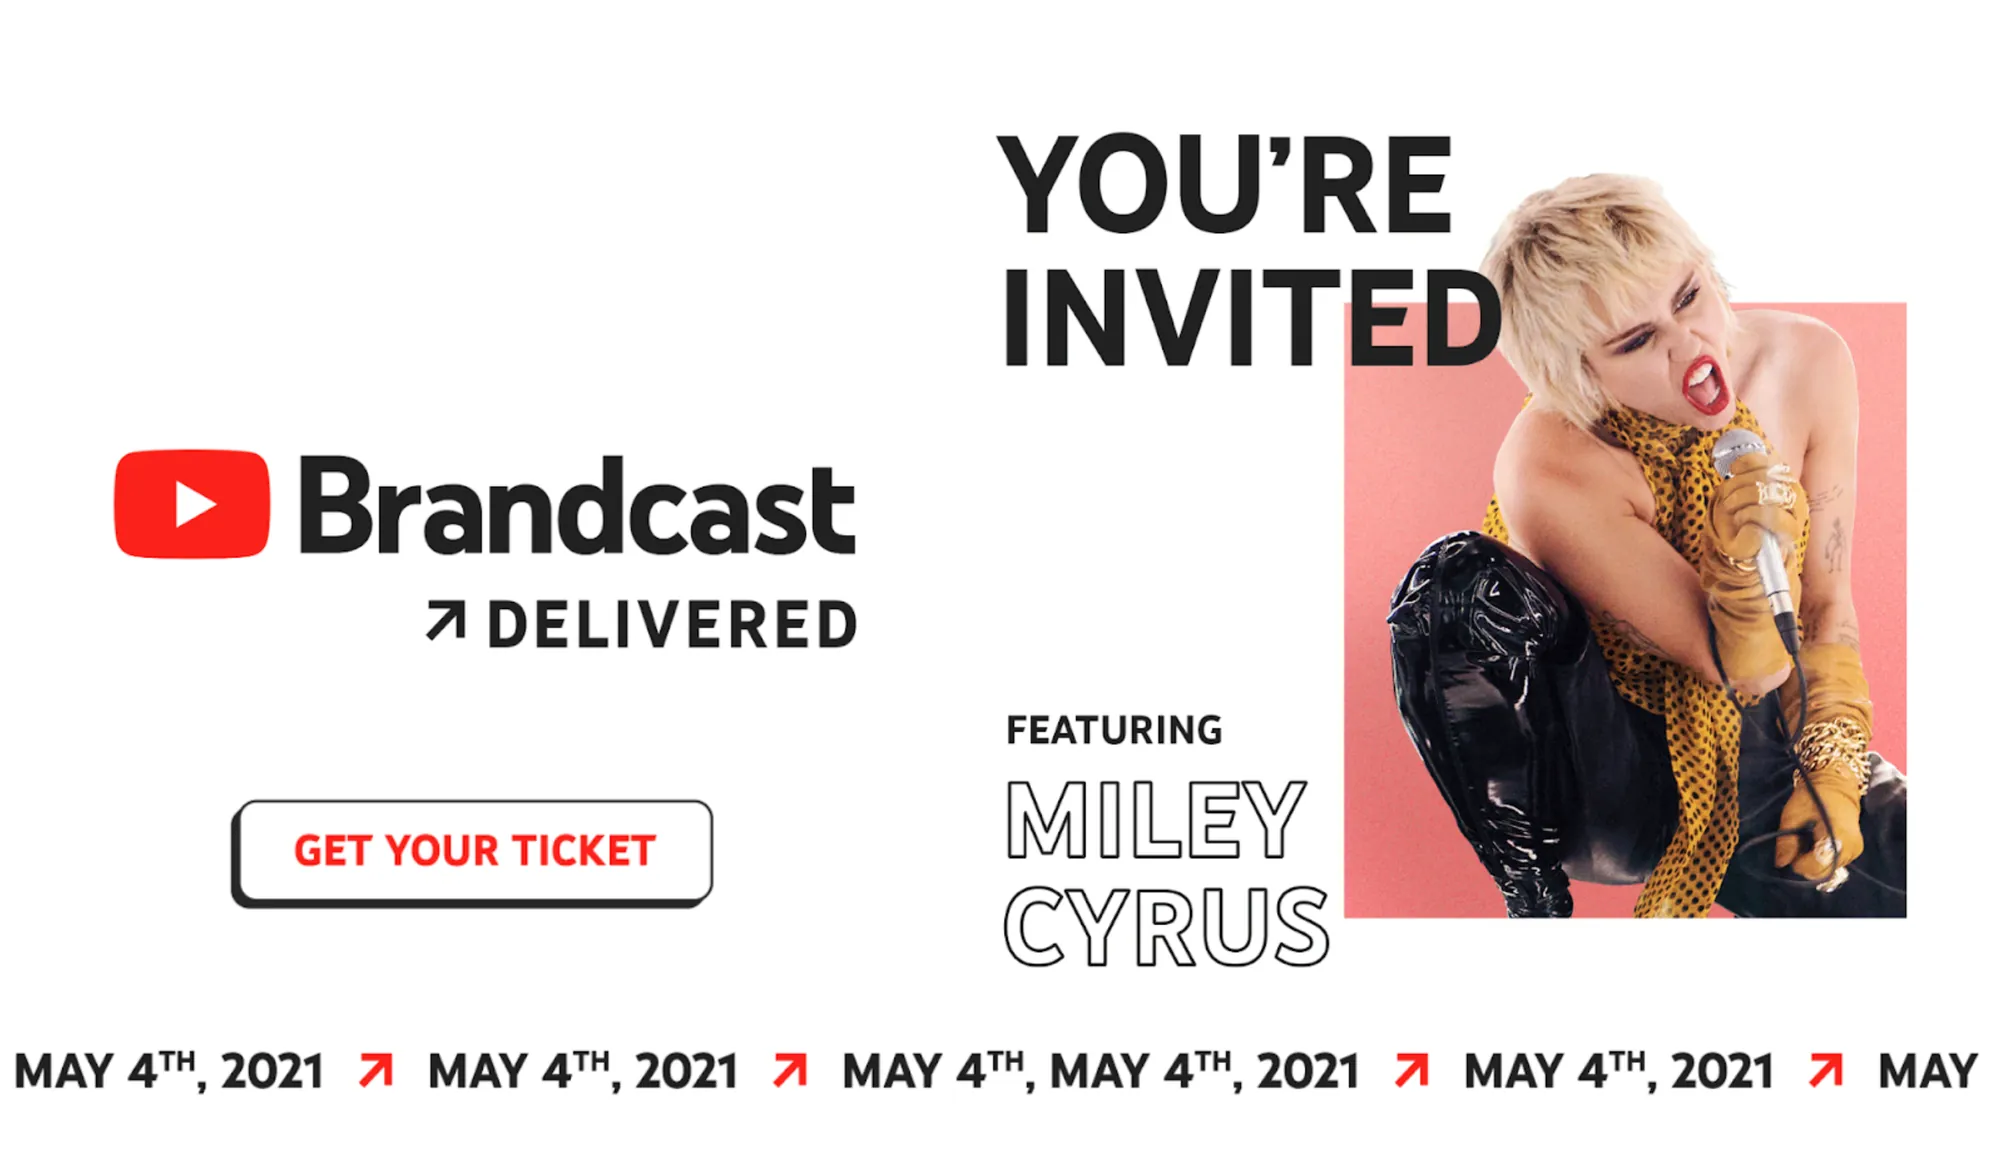 YOU'RE
INVITED
Brandcast
DELIVERED
GET YOUR TICKET
FEATURING
MILEY
CYRUS
MAY 4TH, 2021 MAY 4TH, 2021 MAY 4TH, MAY 4TH, 2021 MAY 4TH, 2021 MAY